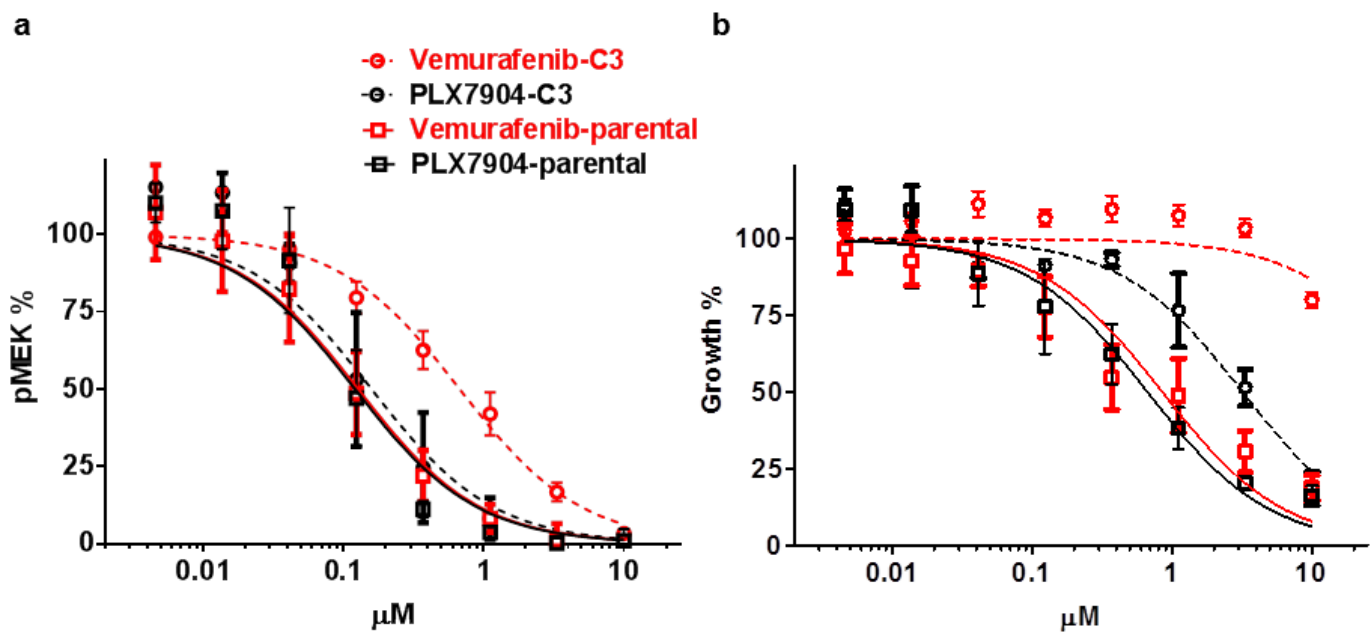 a
b
Vemurafenib-C3
PLX7904-C3
Vemurafenib-parental
PLX7904-parental
pMEK %
100
75
50
25
0
0.01
0.1
1
10
μM
Growth %
100
75
50
25
0
0.01
0.1
1
10
μM